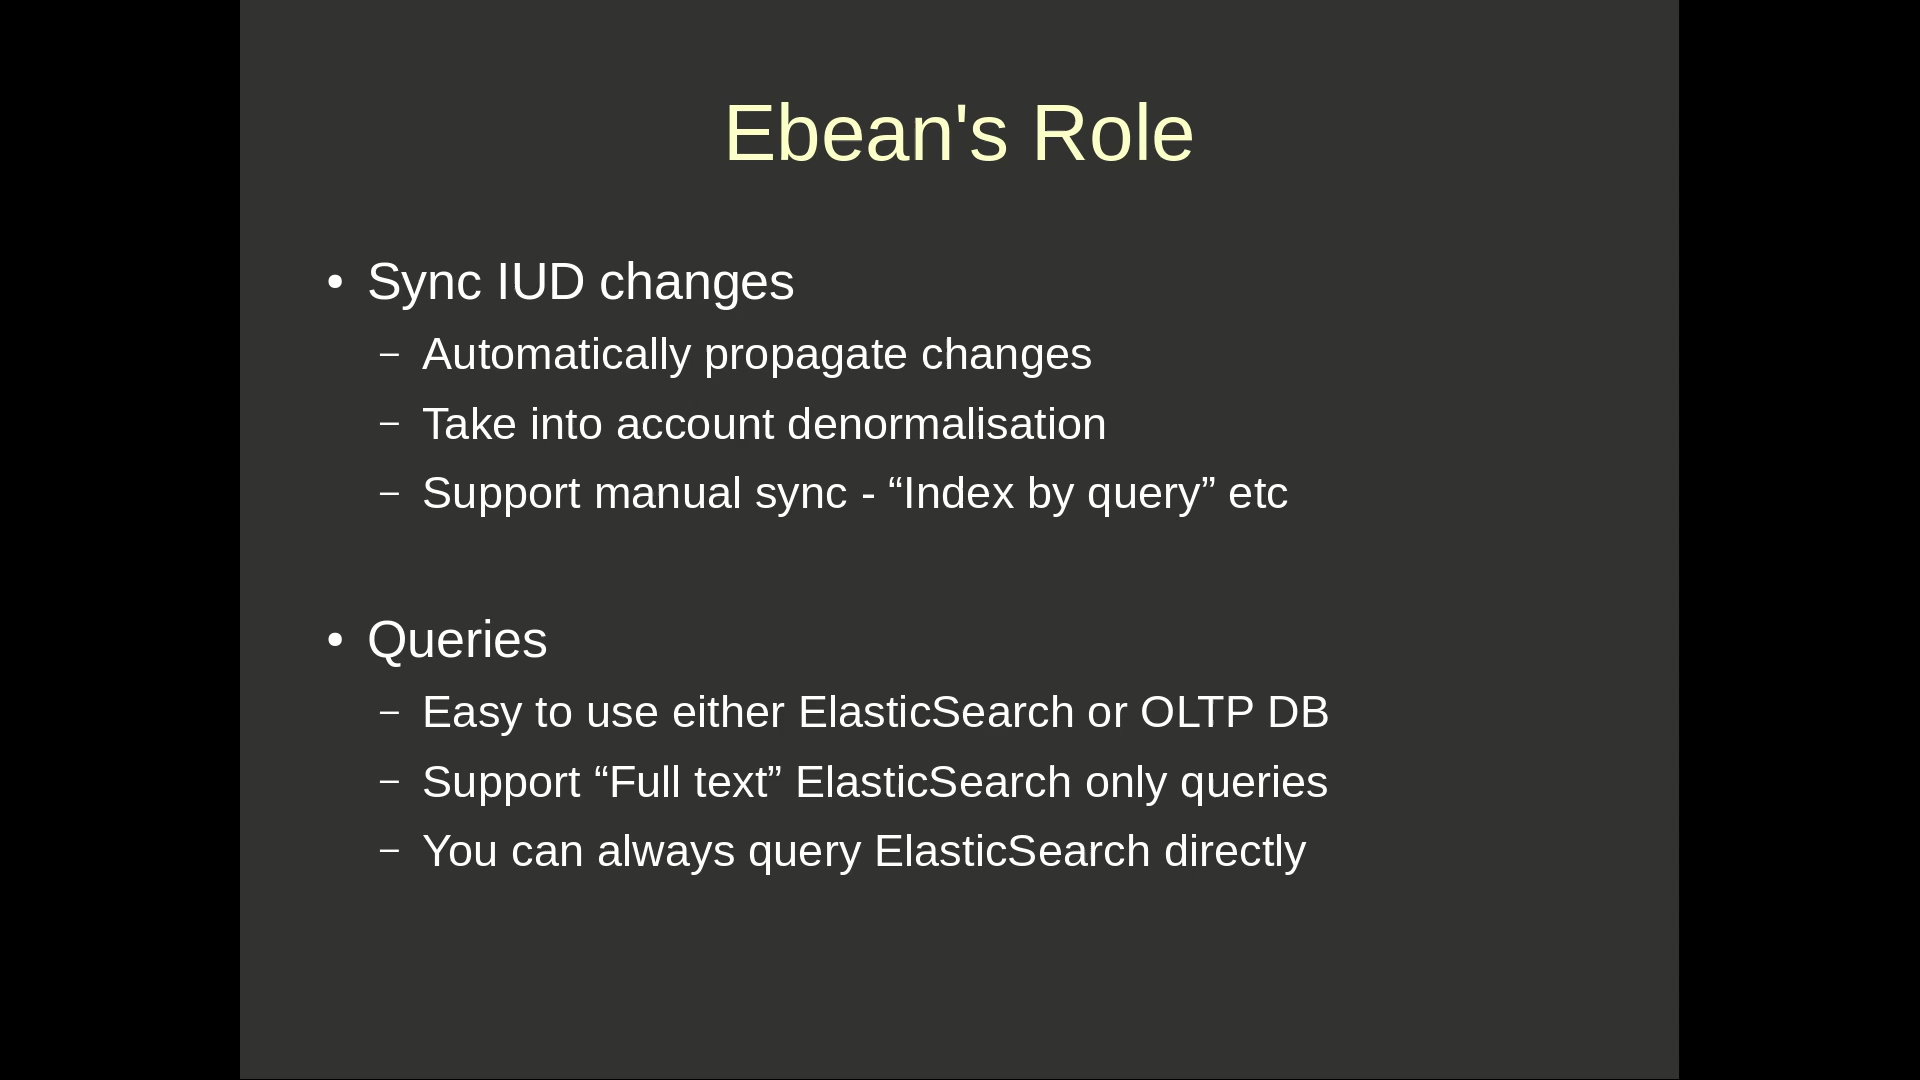 Ebean's Role
• Sync IUD changes
– Automatically propagate changes
– Take into account denormalisation
– Support manual sync - “Index by query” etc
• Queries
– Easy to use either ElasticSearch or OLTP DB
– Support “Full text” ElasticSearch only queries
– You can always query ElasticSearch directly